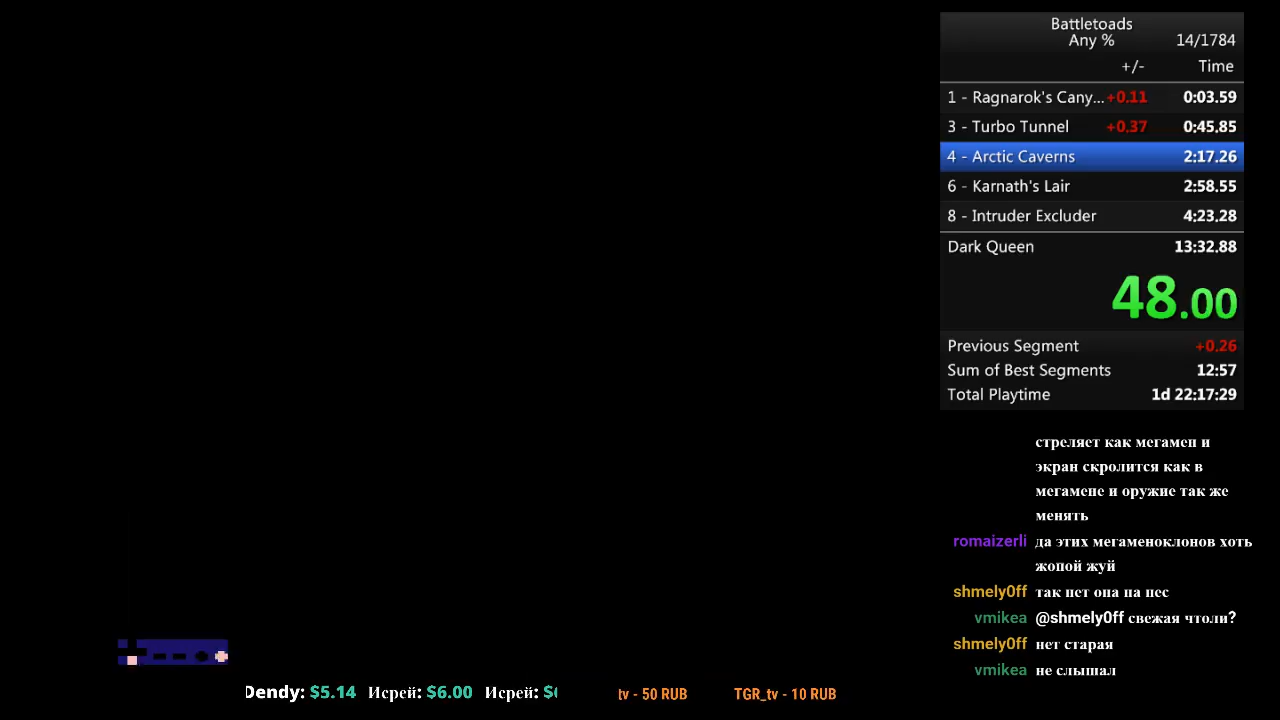 Battletoads
Any % 14/1784
+/- Time
1 - Ragnarok's Cany... +0.11 0:03.59
3 - Turbo Tunnel +0.37 0:45.85
4 - Arctic Caverns 2:17.26
6 - Karnath's Lair 2:58.55
8 - Intruder Excluder 4:23.28
Dark Queen 13:32.88
48.00
Previous Segment +0.26
Sum of Best Segments 12:57
Total Playtime 1d 22:17:29
стреляет как мегамен и
экран скролится как в
мегамене и оружие так же
менять
romaizerli да этих мегаменоклонов хоть
жопой жуй
shmely0ff так нет она на нес
vmikea @shmely0ff свежая чтоли?
shmely0ff нет старая
vmikea не слышал
Dendy: $5.14 Исрей: $6.00 Исрей: $6 tv - 50 RUB TGR_tv - 10 RUB